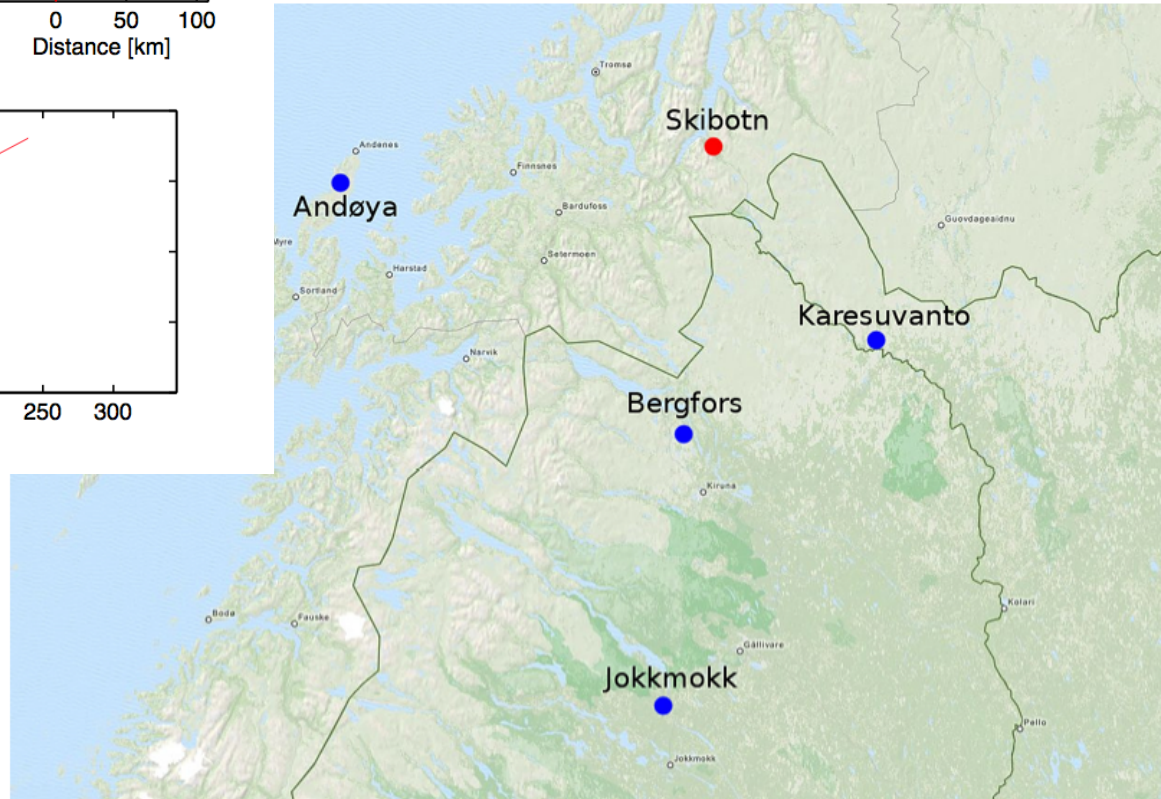 0 50 100
Distance [km]
Tromsø
Skibotn
Andenes
Finnsnes
Andøya
Bardufoss
Guovdageaidnu
Myre
Setermoen
Harstad
Sortland
Karesuvanto
Narvik
Bergfors
250 300
Kiruna
Kolari
Bodø
Fauske
Gällivare
Jokkmokk
Pello
Jokkmokk